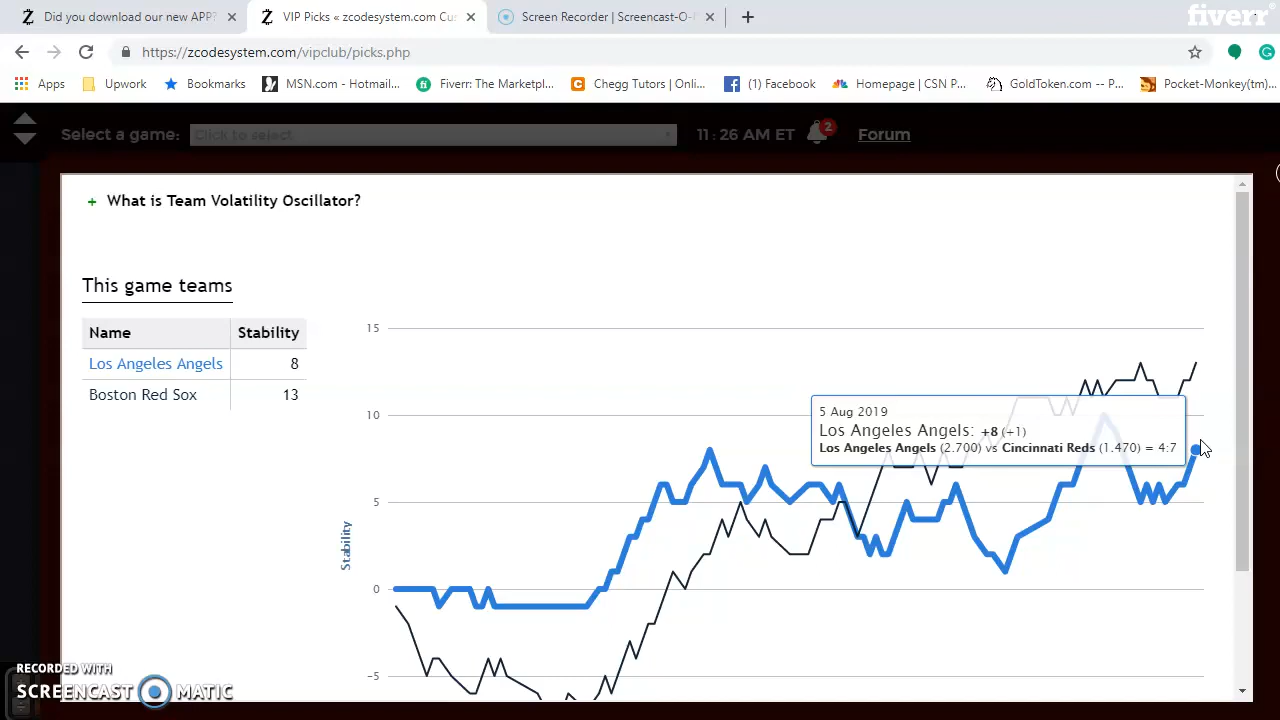 Did you download our new APP?
VIP Picks « zcodesystem.com Cus
Screen Recorder | Screencast-O-
fiverr
https://zcodesystem.com/vipclub/picks.php
Apps
Upwork
Bookmarks
MSN.com - Hotmail...
Fiverr: The Marketpl...
Chegg Tutors | Onli...
(1) Facebook
Homepage | CSN P...
GoldToken.com -- P...
Pocket-Monkey(tm)...
Select a game:
Click to select
11 : 26 AM ET
2
Forum
+ What is Team Volatility Oscillator?
This game teams
Name Stability
Los Angeles Angels 8
Boston Red Sox 13
15
10
5
0
-5
Stability
5 Aug 2019
Los Angeles Angels: +8 (+1)
Los Angeles Angels (2.700) vs Cincinnati Reds (1.470) = 4:7
RECORDED WITH
SCREENCAST MATIC